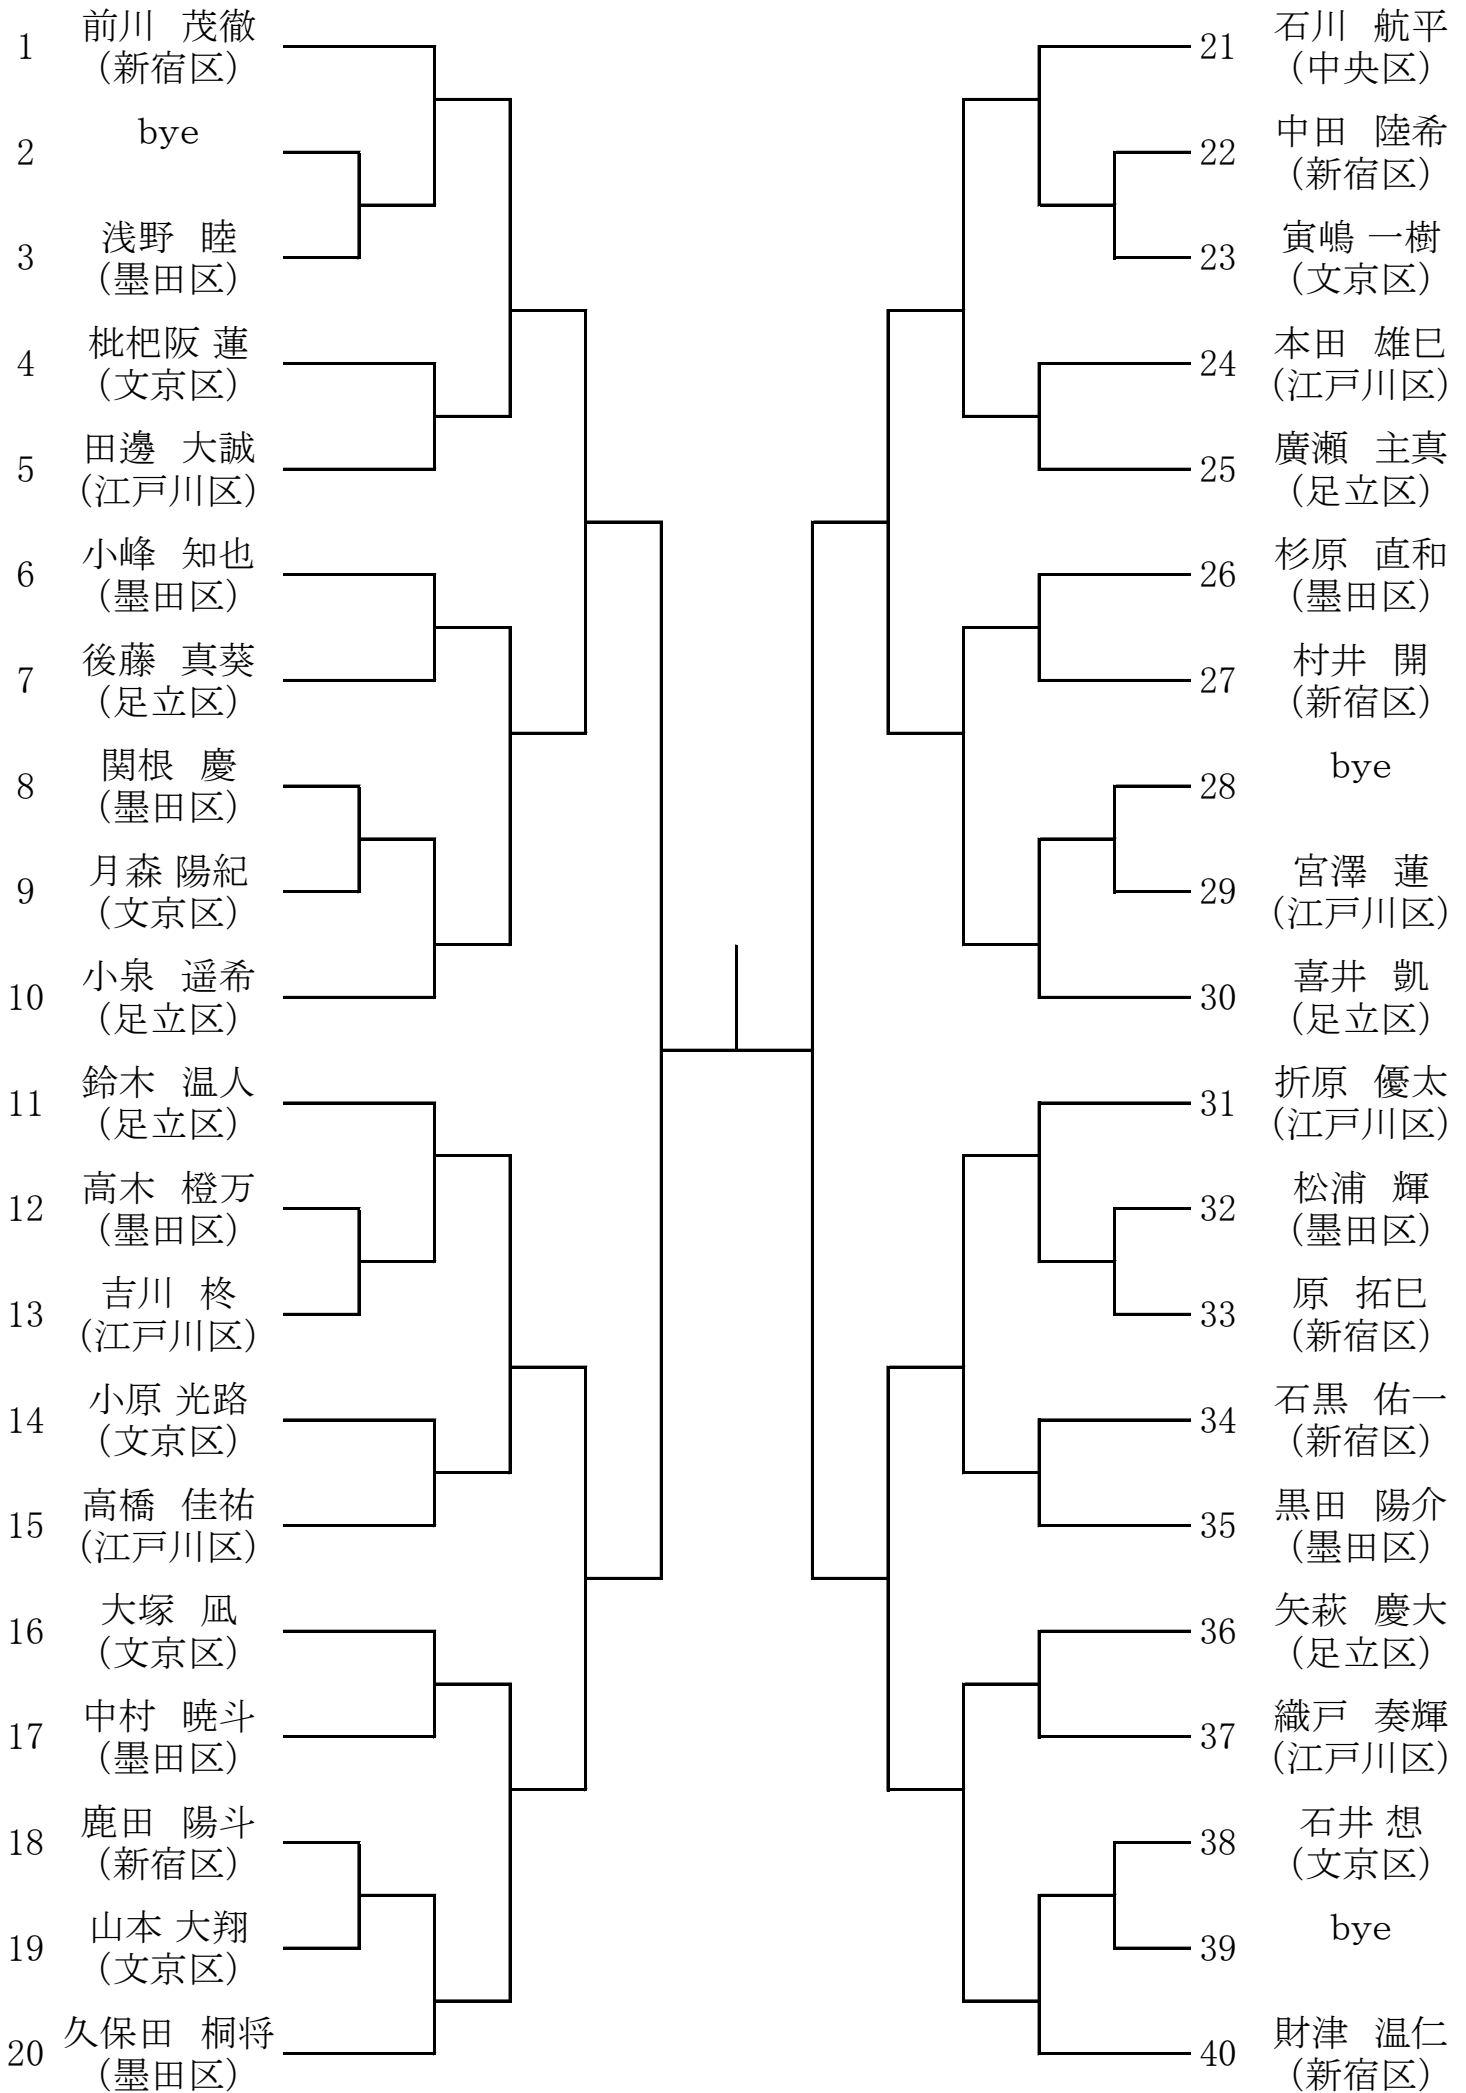 1 前川 茂徹
(新宿区)
2 bye
3 浅野 睦
(墨田区)
4 枇杷阪 蓮
(文京区)
5 田邊 大誠
(江戸川区)
6 小峰 知也
(墨田区)
7 後藤 真葵
(足立区)
8 関根 慶
(墨田区)
9 月森 陽紀
(文京区)
10 小泉 遥希
(足立区)
11 鈴木 温人
(足立区)
12 高木 橙万
(墨田区)
13 吉川 柊
(江戸川区)
14 小原 光路
(文京区)
15 高橋 佳祐
(江戸川区)
16 大塚 凪
(文京区)
17 中村 暁斗
(墨田区)
18 鹿田 陽斗
(新宿区)
19 山本 大翔
(文京区)
20 久保田 桐将
(墨田区)
21 石川 航平
(中央区)
22 中田 陸希
(新宿区)
23 寅嶋 一樹
(文京区)
24 本田 雄巳
(江戸川区)
25 廣瀬 主真
(足立区)
26 杉原 直和
(墨田区)
27 村井 開
(新宿区)
28 bye
29 宮澤 蓮
(江戸川区)
30 喜井 凱
(足立区)
31 折原 優太
(江戸川区)
32 松浦 輝
(墨田区)
33 原 拓巳
(新宿区)
34 石黒 佑一
(新宿区)
35 黒田 陽介
(墨田区)
36 矢萩 慶大
(足立区)
37 織戸 奏輝
(江戸川区)
38 石井 想
(文京区)
39 bye
40 財津 温仁
(新宿区)